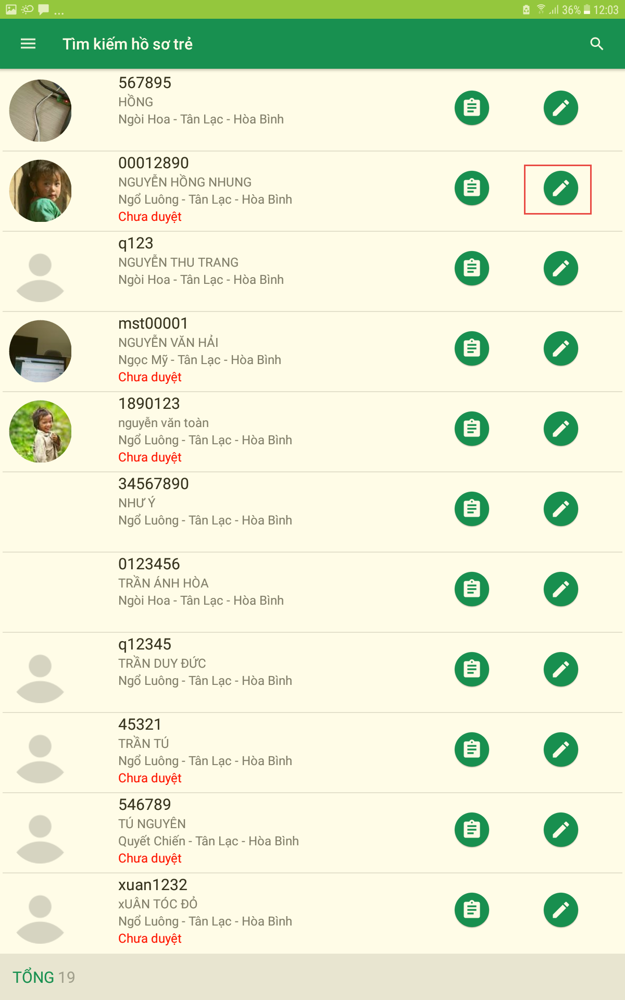 ... 36% 12:03
Tìm kiếm hồ sơ trẻ
567895
HỒNG
Ngòi Hoa - Tân Lạc - Hòa Bình
00012890
NGUYỄN HỒNG NHUNG
Ngổ Luông - Tân Lạc - Hòa Bình
Chưa duyệt
q123
NGUYỄN THU TRANG
Ngòi Hoa - Tân Lạc - Hòa Bình
mst00001
NGUYỄN VĂN HẢI
Ngọc Mỹ - Tân Lạc - Hòa Bình
Chưa duyệt
1890123
nguyễn văn toàn
Ngổ Luông - Tân Lạc - Hòa Bình
Chưa duyệt
34567890
NHƯ Ý
Ngổ Luông - Tân Lạc - Hòa Bình
0123456
TRẦN ÁNH HÒA
Ngòi Hoa - Tân Lạc - Hòa Bình
q12345
TRẦN DUY ĐỨC
Ngổ Luông - Tân Lạc - Hòa Bình
45321
TRẦN TÚ
Ngổ Luông - Tân Lạc - Hòa Bình
Chưa duyệt
546789
TÚ NGUYÊN
Quyết Chiến - Tân Lạc - Hòa Bình
Chưa duyệt
xuan1232
xUÂN TÓC ĐỎ
Ngổ Luông - Tân Lạc - Hòa Bình
Chưa duyệt
TỔNG 19